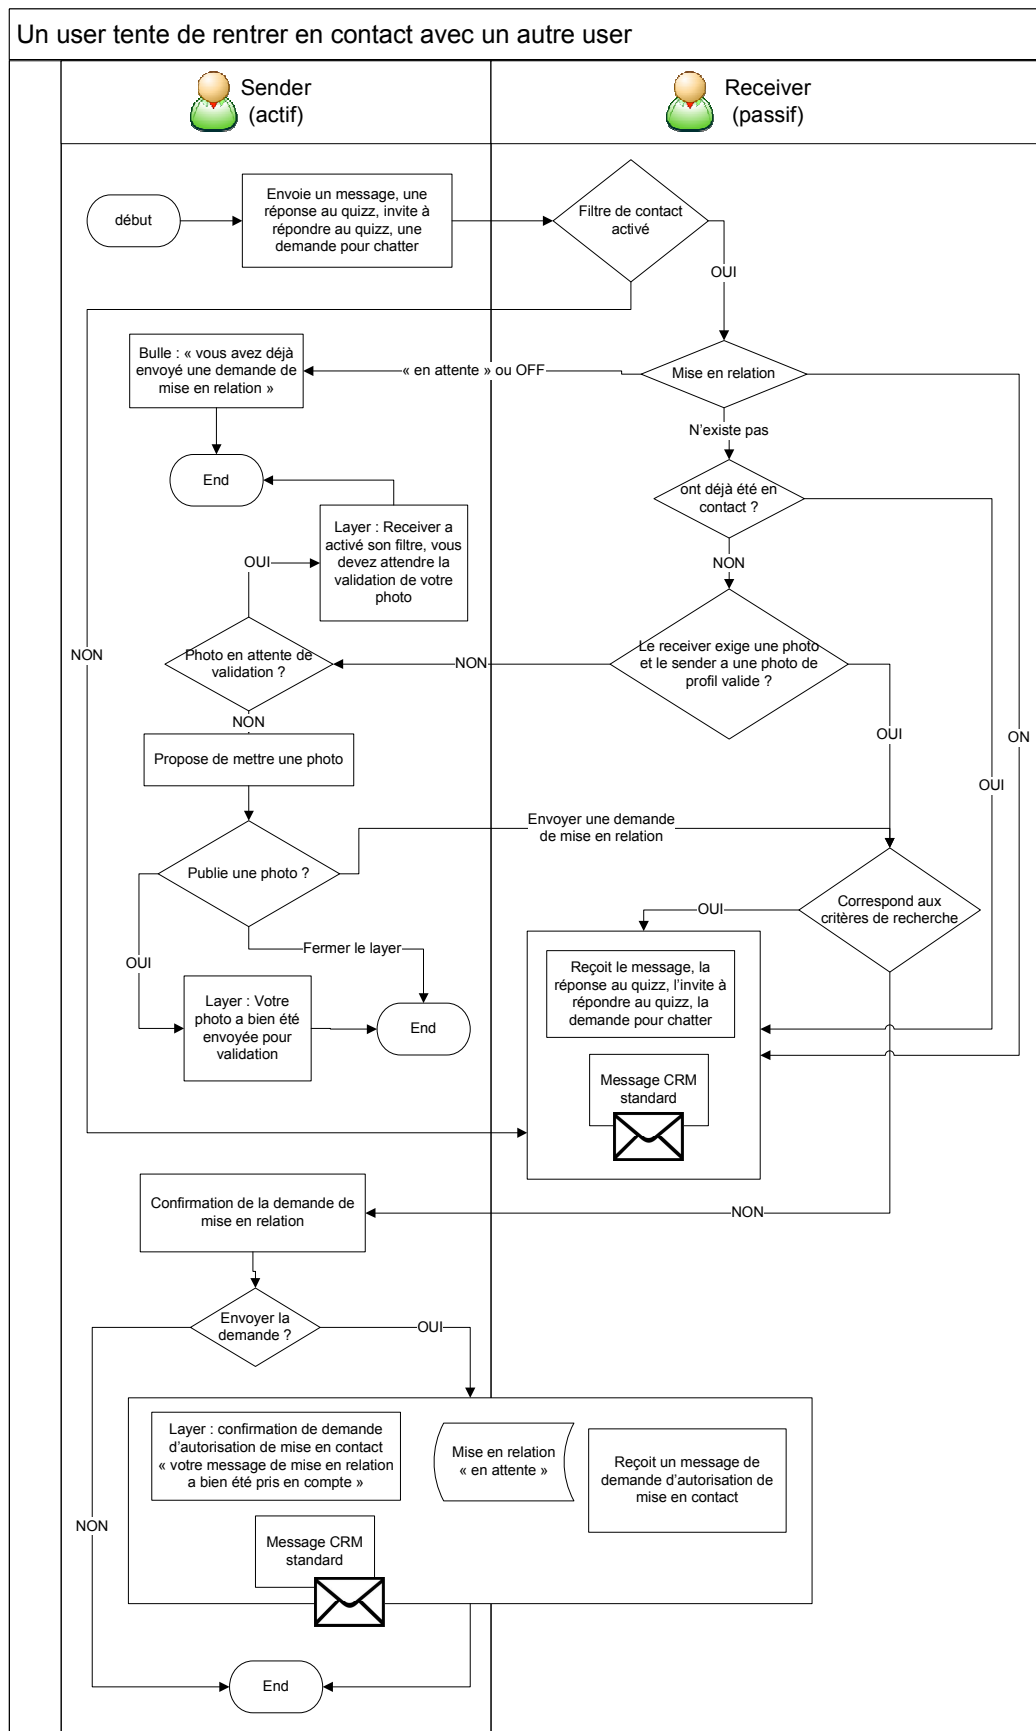 Un user tente de rentrer en contact avec un autre user
Sender
(actif)
Receiver
(passif)
début
Envoie un message, une
réponse au quizz, invite à
répondre au quizz, une
demande pour chatter
Filtre de contact
activé
OUI
Bulle : « vous avez déjà
envoyé une demande de
mise en relation »
« en attente » ou OFF
Mise en relation
N’existe pas
End
ont déjà été en
contact ?
Layer : Receiver a
activé son filtre, vous
devez attendre la
validation de votre
photo
OUI
NON
NON
Photo en attente de
validation ?
NON
Le receiver exige une photo
et le sender a une photo de
profil valide ?
NON
OUI
ON
Propose de mettre une photo
OUI
Envoyer une demande
de mise en relation
Publie une photo ?
Correspond aux
critères de recherche
OUI
Fermer le layer
OUI
Reçoit le message, la
réponse au quizz, l’invite à
répondre au quizz, la
demande pour chatter
Layer : Votre
photo a bien été
envoyée pour
validation
End
Message CRM
standard
Confirmation de la demande de
mise en relation
NON
Envoyer la
demande ?
OUI
Layer : confirmation de demande
d’autorisation de mise en contact
« votre message de mise en relation
a bien été pris en compte »
Mise en relation
« en attente »
Reçoit un message de
demande d’autorisation de
mise en contact
NON
Message CRM
standard
End